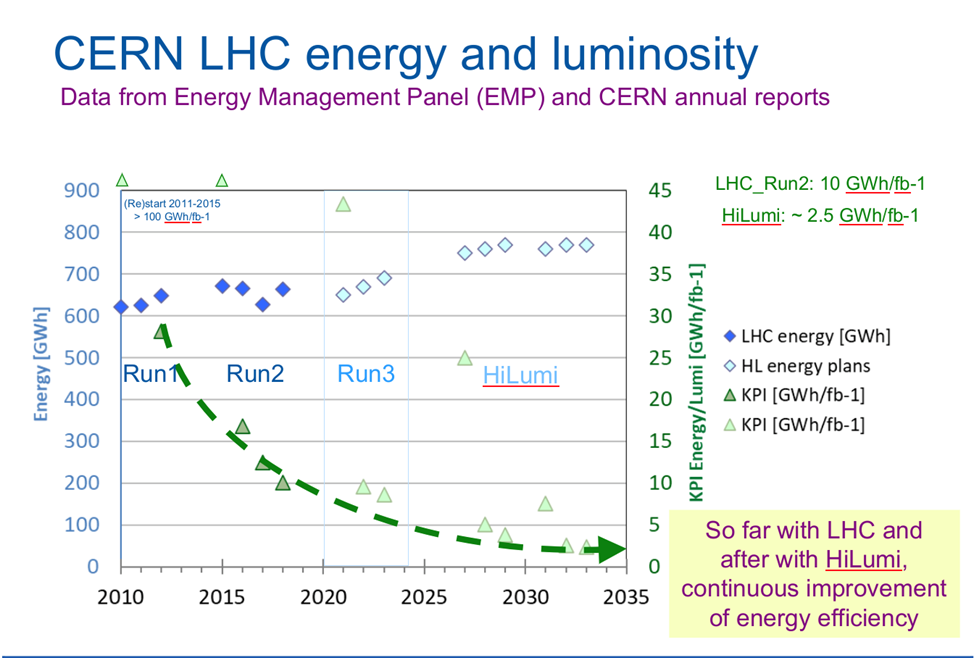 CERN LHC energy and luminosity
Data from Energy Management Panel (EMP) and CERN annual reports
LHC_Run2: 10 GWh/fb-1
HiLumi: ~ 2.5 GWh/fb-1
(Re)start 2011-2015
> 100 GWh/fb-1
900
800
700
600
500
400
300
200
100
0
Energy [GWh]
45
40
35
30
25
20
15
10
5
0
KPI Energy/Lumi [GWh/fb-1]
Run1
Run2
Run3
HiLumi
2010
2015
2020
2025
2030
2035
LHC energy [GWh]
HL energy plans
KPI [GWh/fb-1]
KPI [GWh/fb-1]
So far with LHC and
after with HiLumi,
continuous improvement
of energy efficiency